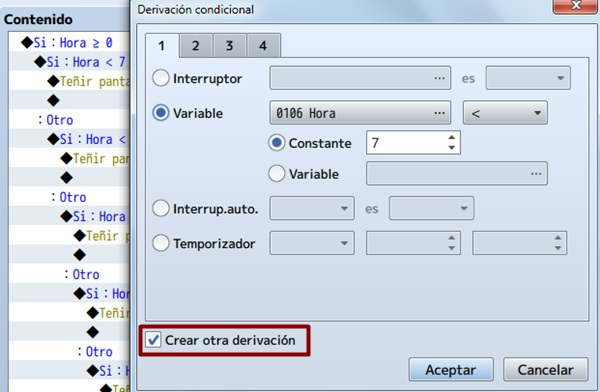 Derivación condicional
Contenido
◆Si：Hora ≥ 0
◆Si：Hora < 7
◆Teñir panta
◆
：Otro
◆Si：Hora <
◆Teñir pan
◆
：Otro
◆Si：Hora
◆Teñir p
◆
：Otro
◆Si：Hor
◆Teñir
◆
：Otro
◆Si：H
1 2 3 4
Interruptor ... es
Variable 0106 Hora ... <
Constante 7
Variable ...
Interrup.auto. es
Temporizador
Crear otra derivación
Aceptar Cancelar